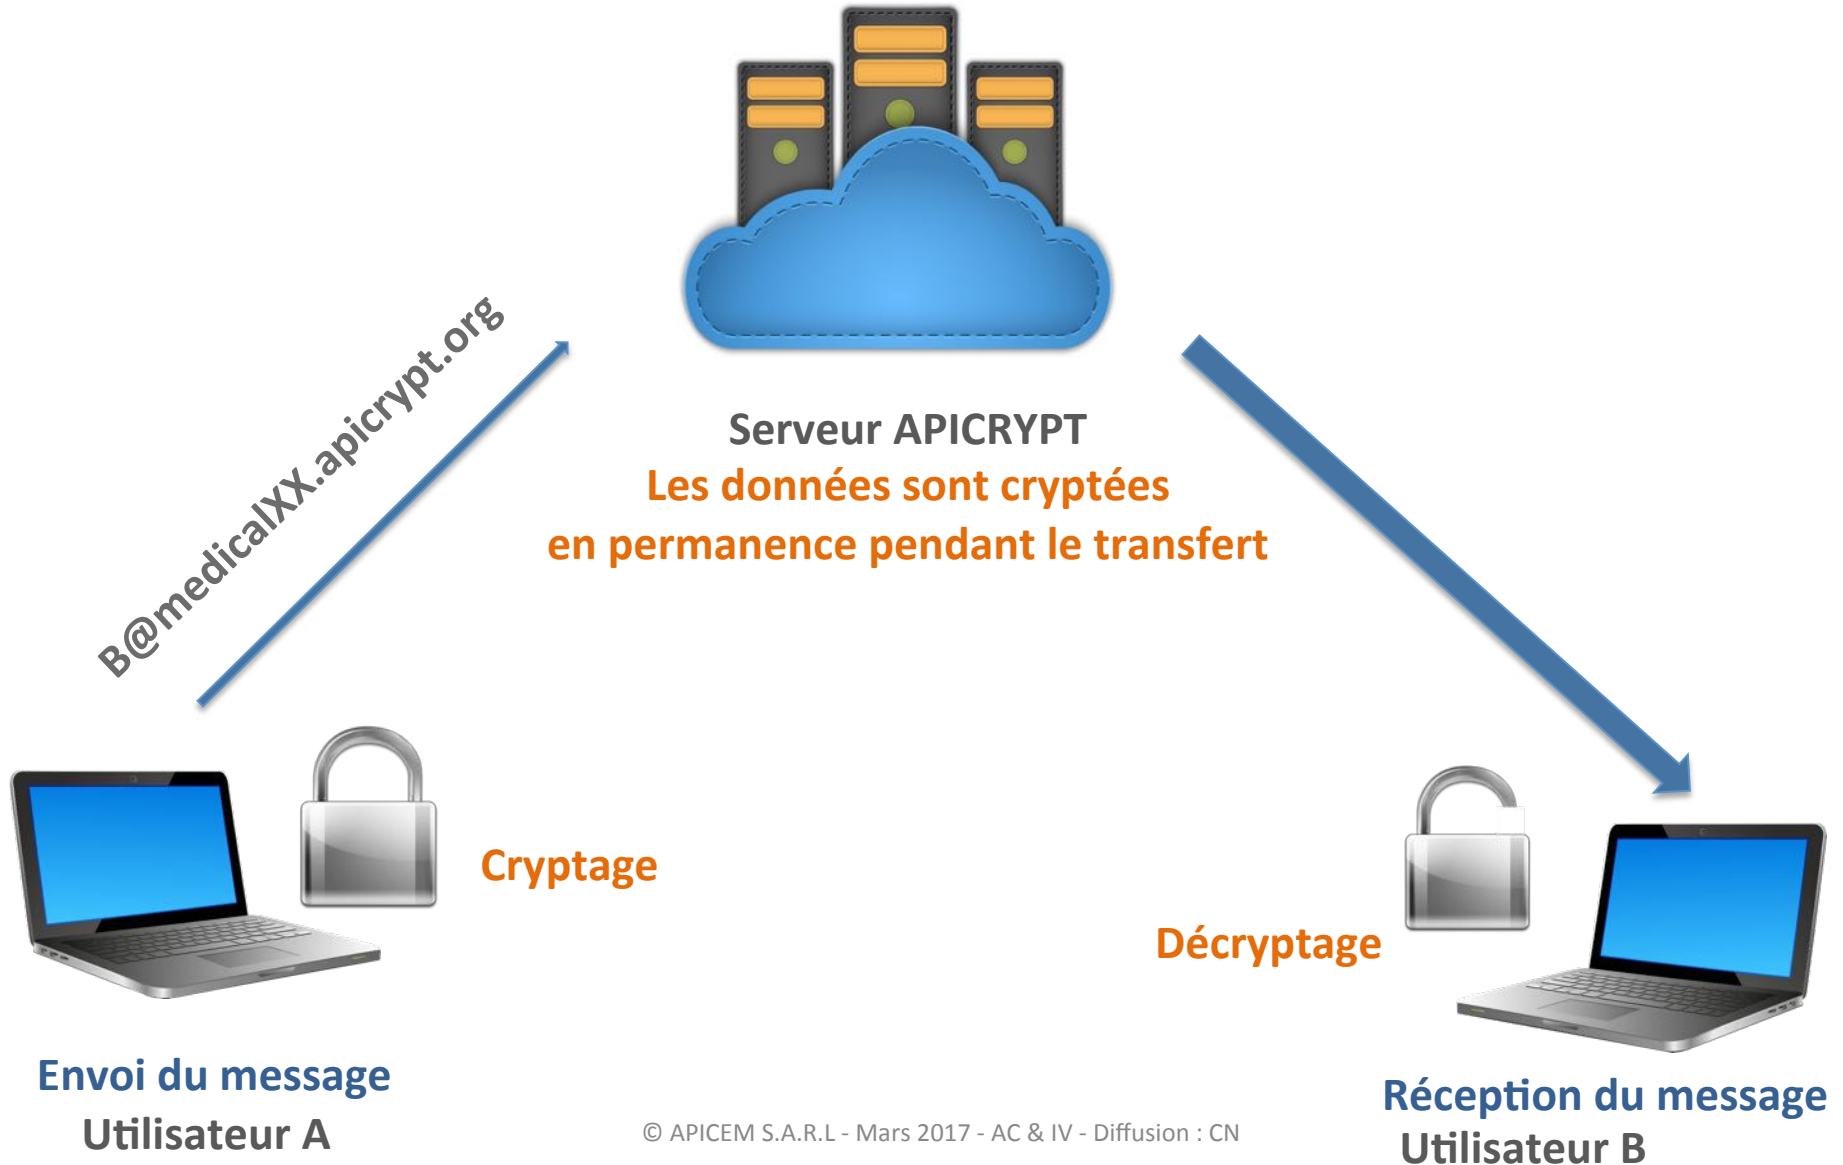 B@medicalXX.apicrypt.org
Serveur APICRYPT
Les données sont cryptées
en permanence pendant le transfert
Cryptage
Décryptage
Envoi du message
Utilisateur A
Réception du message
Utilisateur B
© APICEM S.A.R.L - Mars 2017 - AC & IV - Diffusion : CN